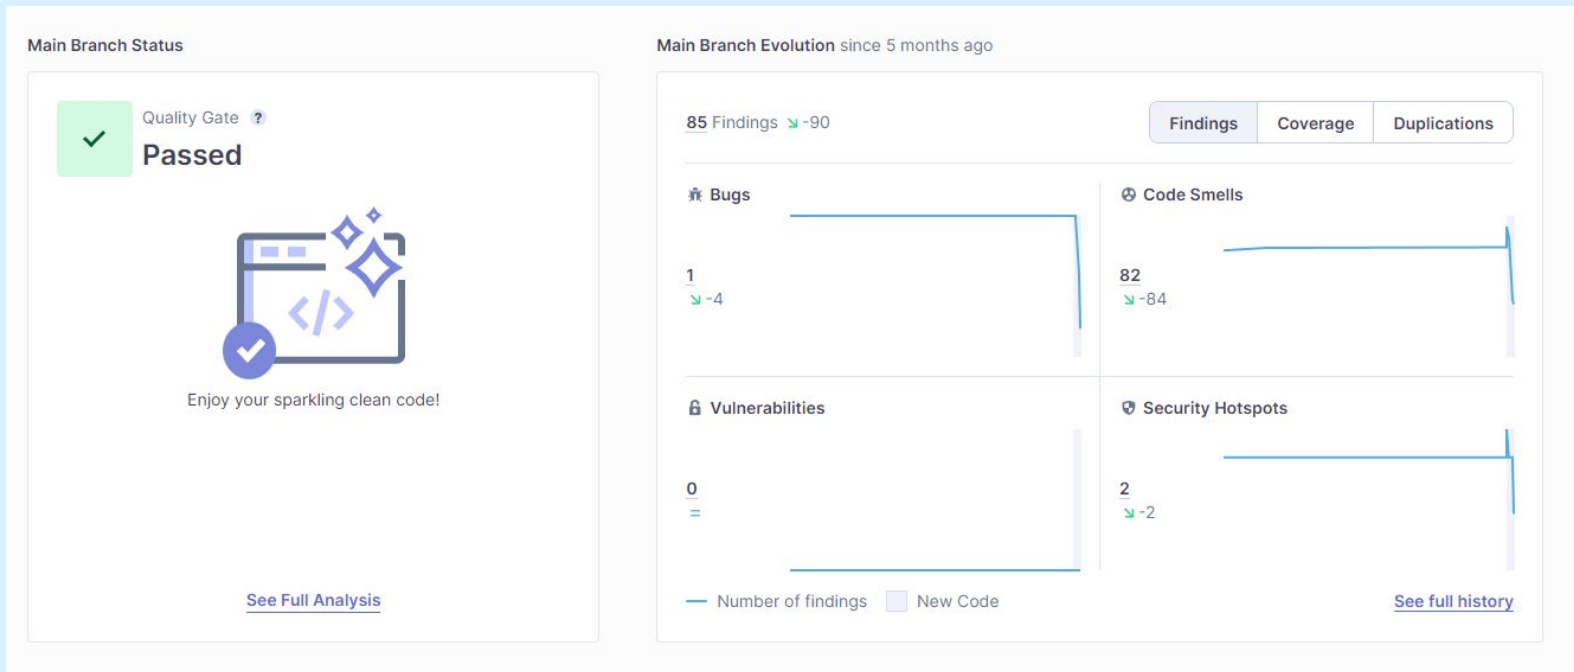 Main Branch Status
Quality Gate ?
Passed
</>
Enjoy your sparkling clean code!
See Full Analysis
Main Branch Evolution since 5 months ago
85 Findings -90
Findings Coverage Duplications
Bugs
1
-4
Code Smells
82
-84
Vulnerabilities
0
=
Security Hotspots
2
-2
Number of findings New Code
See full history